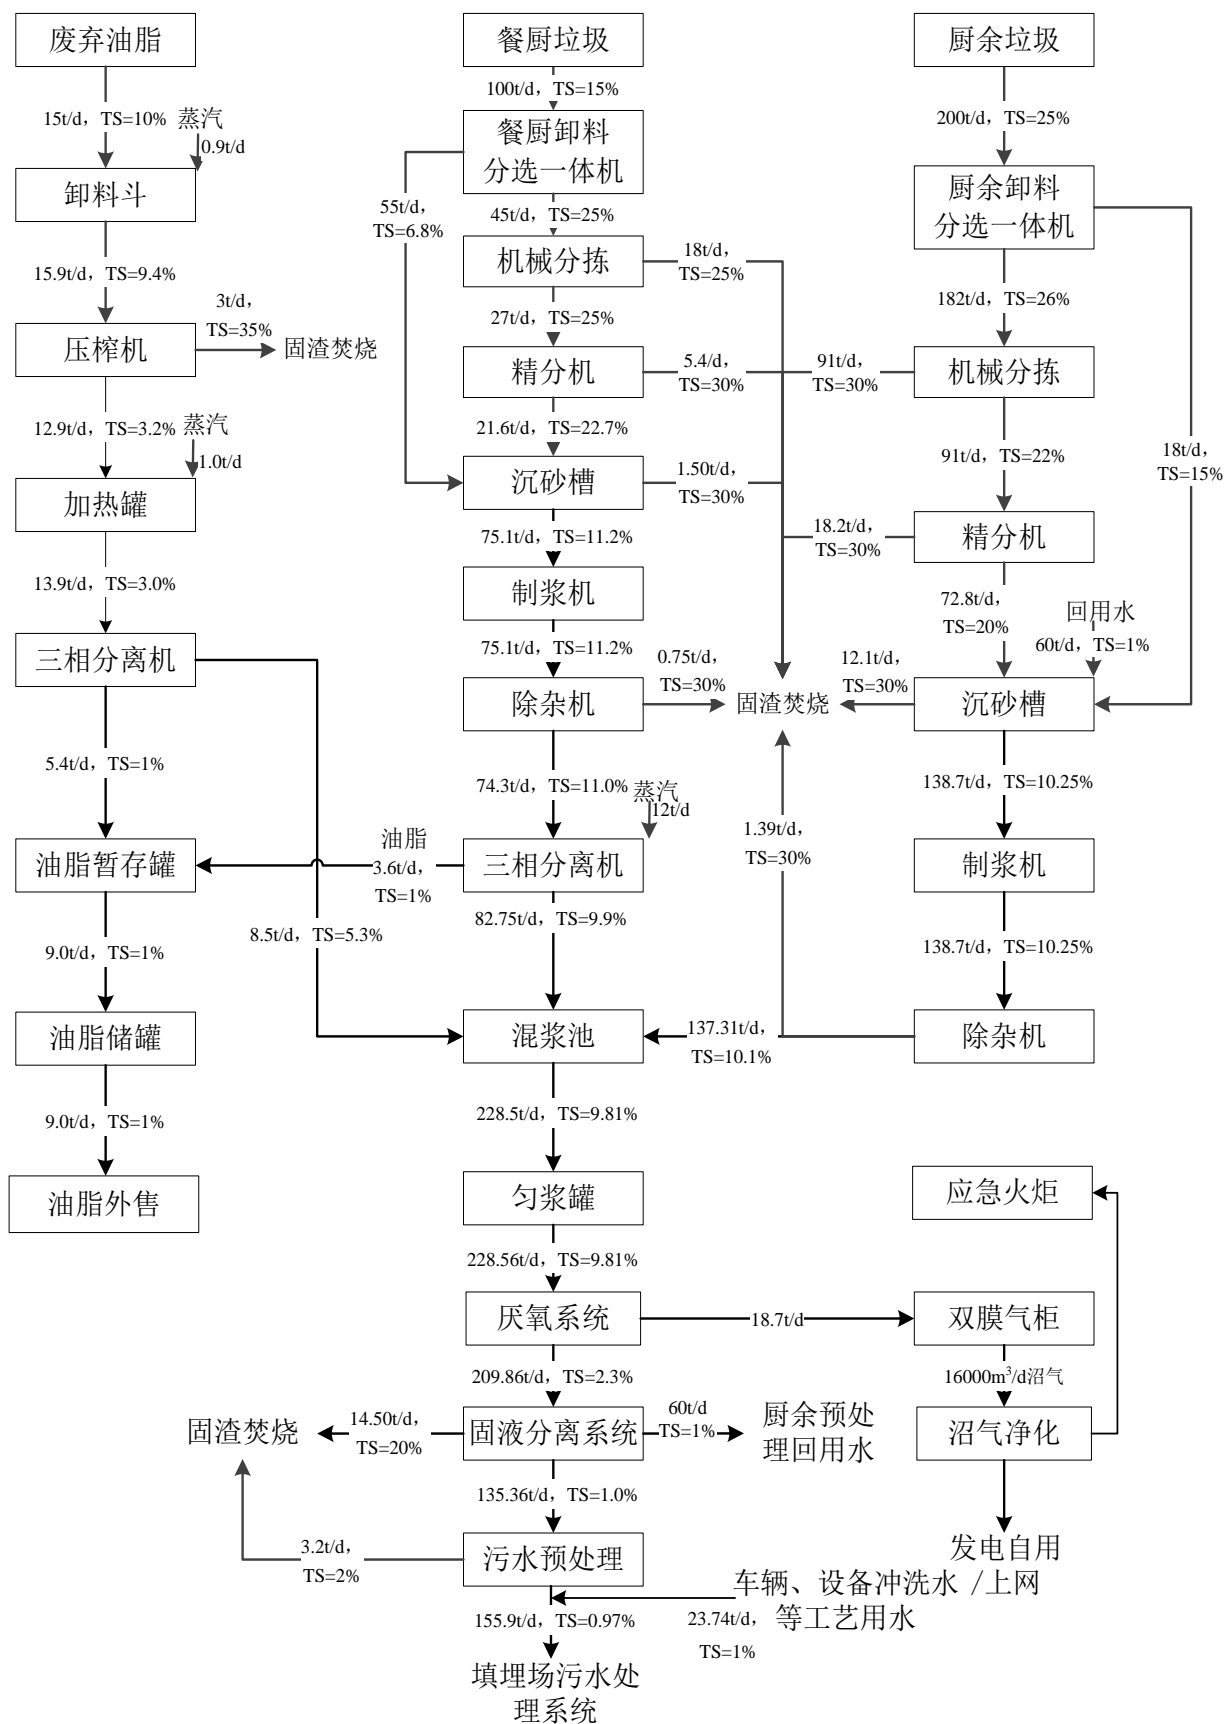 废弃油脂
餐厨垃圾
厨余垃圾
100t/d，TS=15%
15t/d，TS=10%
蒸汽
0.9t/d
200t/d，TS=25%
餐厨卸料
分选一体机
卸料斗
厨余卸料
分选一体机
55t/d，
TS=6.8%
45t/d，TS=25%
15.9t/d，TS=9.4%
机械分拣
18t/d，
TS=25%
182t/d，TS=26%
3t/d，
TS=35%
27t/d，TS=25%
压榨机
固渣焚烧
精分机
5.4/d，
TS=30%
91t/d，
TS=30%
机械分拣
12.9t/d，TS=3.2%
蒸汽
1.0t/d
21.6t/d，TS=22.7%
91t/d，TS=22%
18t/d，
TS=15%
加热罐
沉砂槽
1.50t/d，
TS=30%
75.1t/d，TS=11.2%
18.2t/d，
TS=30%
精分机
13.9t/d，TS=3.0%
制浆机
72.8t/d，
TS=20%
回用水
60t/d，TS=1%
75.1t/d，TS=11.2%
0.75t/d，
TS=30%
12.1t/d，
TS=30%
三相分离机
除杂机
固渣焚烧
沉砂槽
5.4t/d，TS=1%
74.3t/d，TS=11.0%
蒸汽
12t/d
138.7t/d，TS=10.25%
油脂
3.6t/d，
TS=1%
1.39t/d，
TS=30%
油脂暂存罐
三相分离机
制浆机
8.5t/d，TS=5.3%
82.75t/d，TS=9.9%
9.0t/d，TS=1%
138.7t/d，TS=10.25%
油脂储罐
混浆池
137.31t/d，
TS=10.1%
除杂机
9.0t/d，TS=1%
228.5t/d，TS=9.81%
油脂外售
匀浆罐
应急火炬
228.56t/d，TS=9.81%
厌氧系统
18.7t/d
双膜气柜
209.86t/d，TS=2.3%
16000m³/d沼气
固渣焚烧
14.50t/d，
TS=20%
固液分离系统
60t/d
TS=1%
厨余预处
理回用水
沼气净化
135.36t/d，TS=1.0%
3.2t/d，
TS=2%
污水预处理
发电自用
/上网
车辆、设备冲洗水
等工艺用水
155.9t/d，TS=0.97%
23.74t/d，
TS=1%
填埋场污水处
理系统